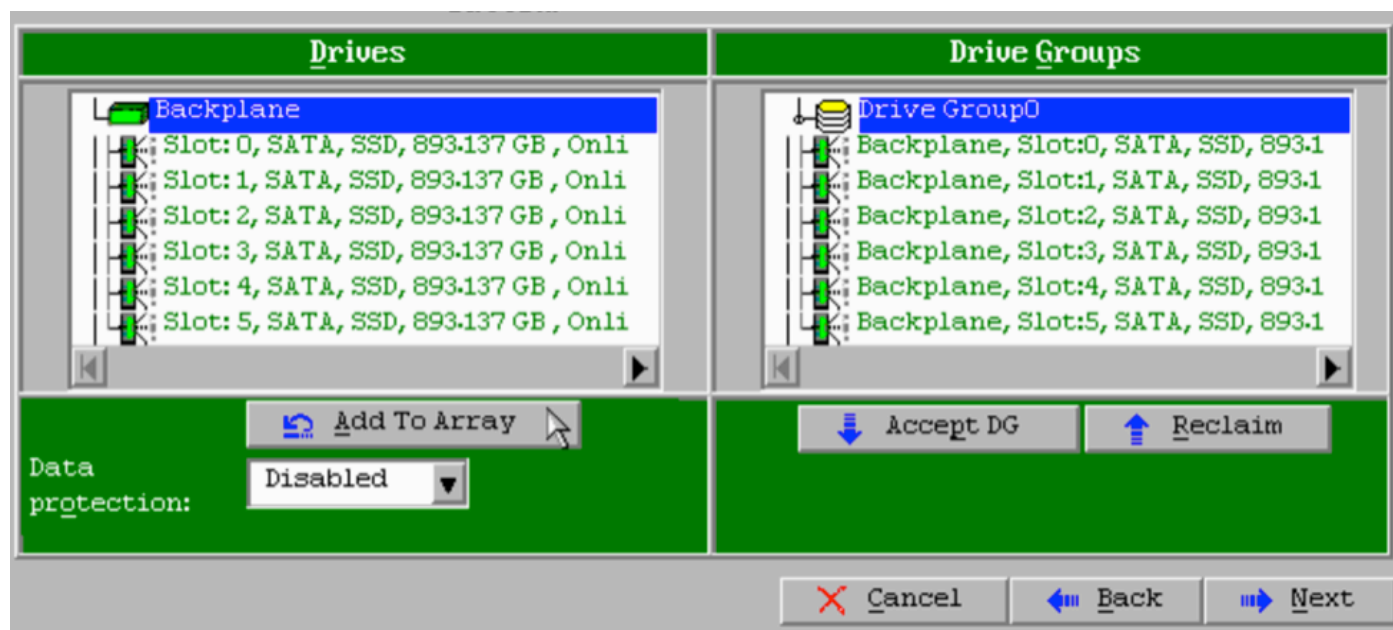 Drives
Backplane
Slot: 0, SATA, SSD, 893.137 GB , Onli
Slot: 1, SATA, SSD, 893.137 GB , Onli
Slot: 2, SATA, SSD, 893.137 GB , Onli
Slot: 3, SATA, SSD, 893.137 GB , Onli
Slot: 4, SATA, SSD, 893.137 GB , Onli
Slot: 5, SATA, SSD, 893.137 GB , Onli
Add To Array
Data
protection:
Disabled
Drive Groups
Drive Group0
Backplane, Slot:0, SATA, SSD, 893.1
Backplane, Slot:1, SATA, SSD, 893.1
Backplane, Slot:2, SATA, SSD, 893.1
Backplane, Slot:3, SATA, SSD, 893.1
Backplane, Slot:4, SATA, SSD, 893.1
Backplane, Slot:5, SATA, SSD, 893.1
Accept DG
Reclaim
Cancel
Back
Next